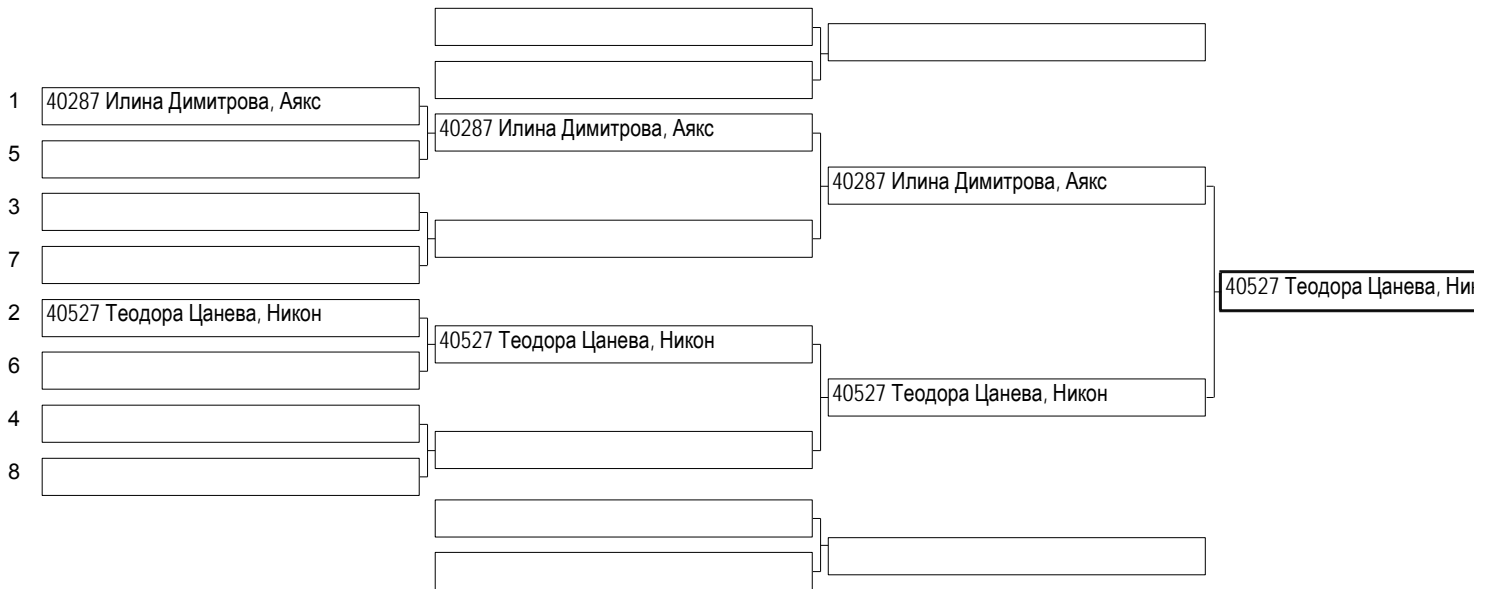 1 40287 Илина Димитрова, Аякс
40287 Илина Димитрова, Аякс
5
40287 Илина Димитрова, Аякс
3
7
40527 Теодора Цанева,
2 40527 Теодора Цанева, Никон
40527 Теодора Цанева, Никон
6
40527 Теодора Цанева, Никон
4
8